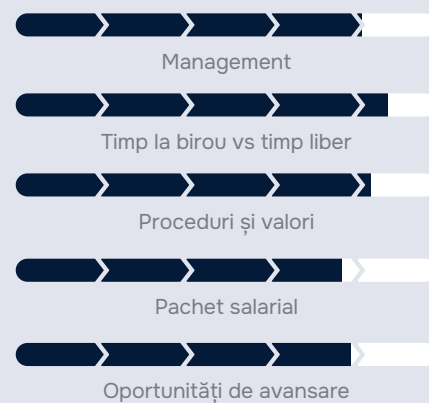 Management
Timp la birou vs timp liber
Proceduri și valori
Pachet salarial
Oportunități de avansare